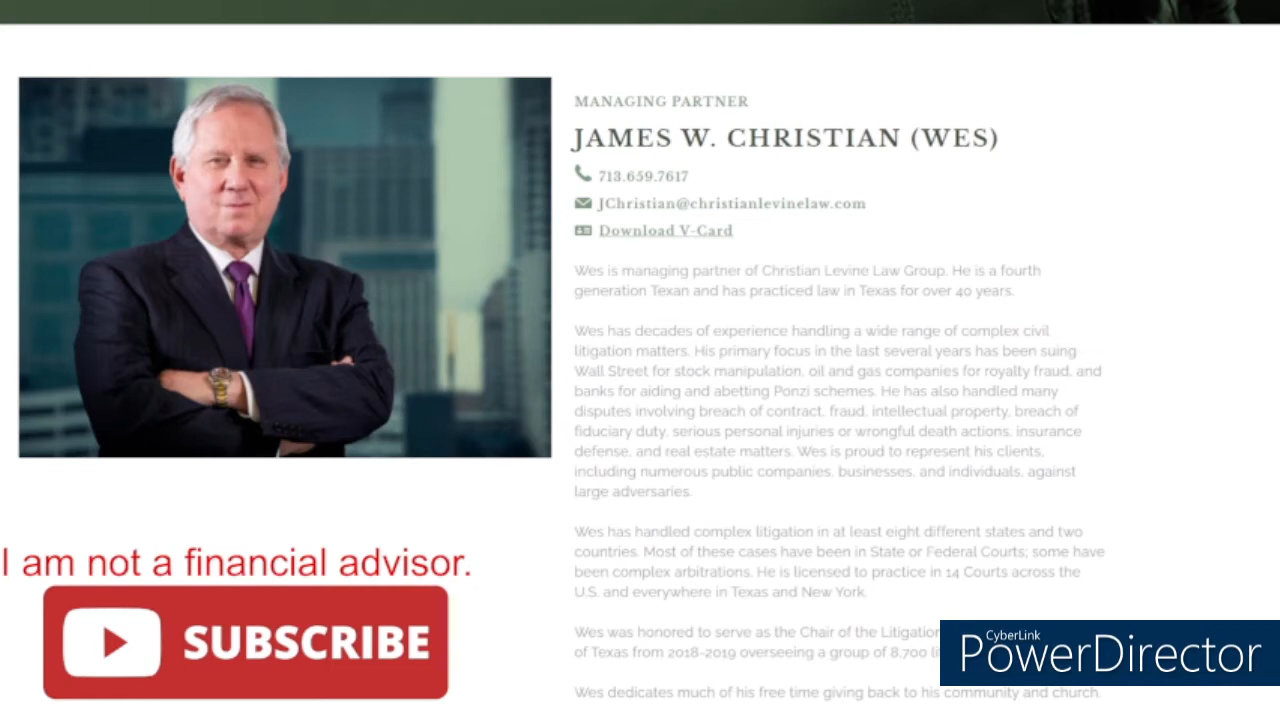 MANAGING PARTNER
JAMES W. CHRISTIAN (WES)
713.659.7617
JChristian@christianlevinelaw.com
Download V-Card
Wes is managing partner of Christian Levine Law Group. He is a fourth
generation Texan and has practiced law in Texas for over 40 years.
Wes has decades of experience handling a wide range of complex civil
litigation matters. His primary focus in the last several years has been suing
Wall Street for stock manipulation, oil and gas companies for royalty fraud, and
banks for aiding and abetting Ponzi schemes. He has also handled many
disputes involving breach of contract, fraud, intellectual property, breach of
fiduciary duty, serious personal injuries or wrongful death actions, insurance
defense, and real estate matters. Wes is proud to represent his clients,
including numerous public companies, businesses, and individuals, against
large adversaries.
Wes has handled complex litigation in at least eight different states and two
countries. Most of these cases have been in State or Federal Courts; some have
been complex arbitrations. He is licensed to practice in 14 Courts across the
U.S. and everywhere in Texas and New York.
Wes was honored to serve as the Chair of the Litigation
of Texas from 2018-2019 overseeing a group of 8,700
Wes dedicates much of his free time giving back to his community and church.
I am not a financial advisor.
SUBSCRIBE
CyberLink
PowerDirector